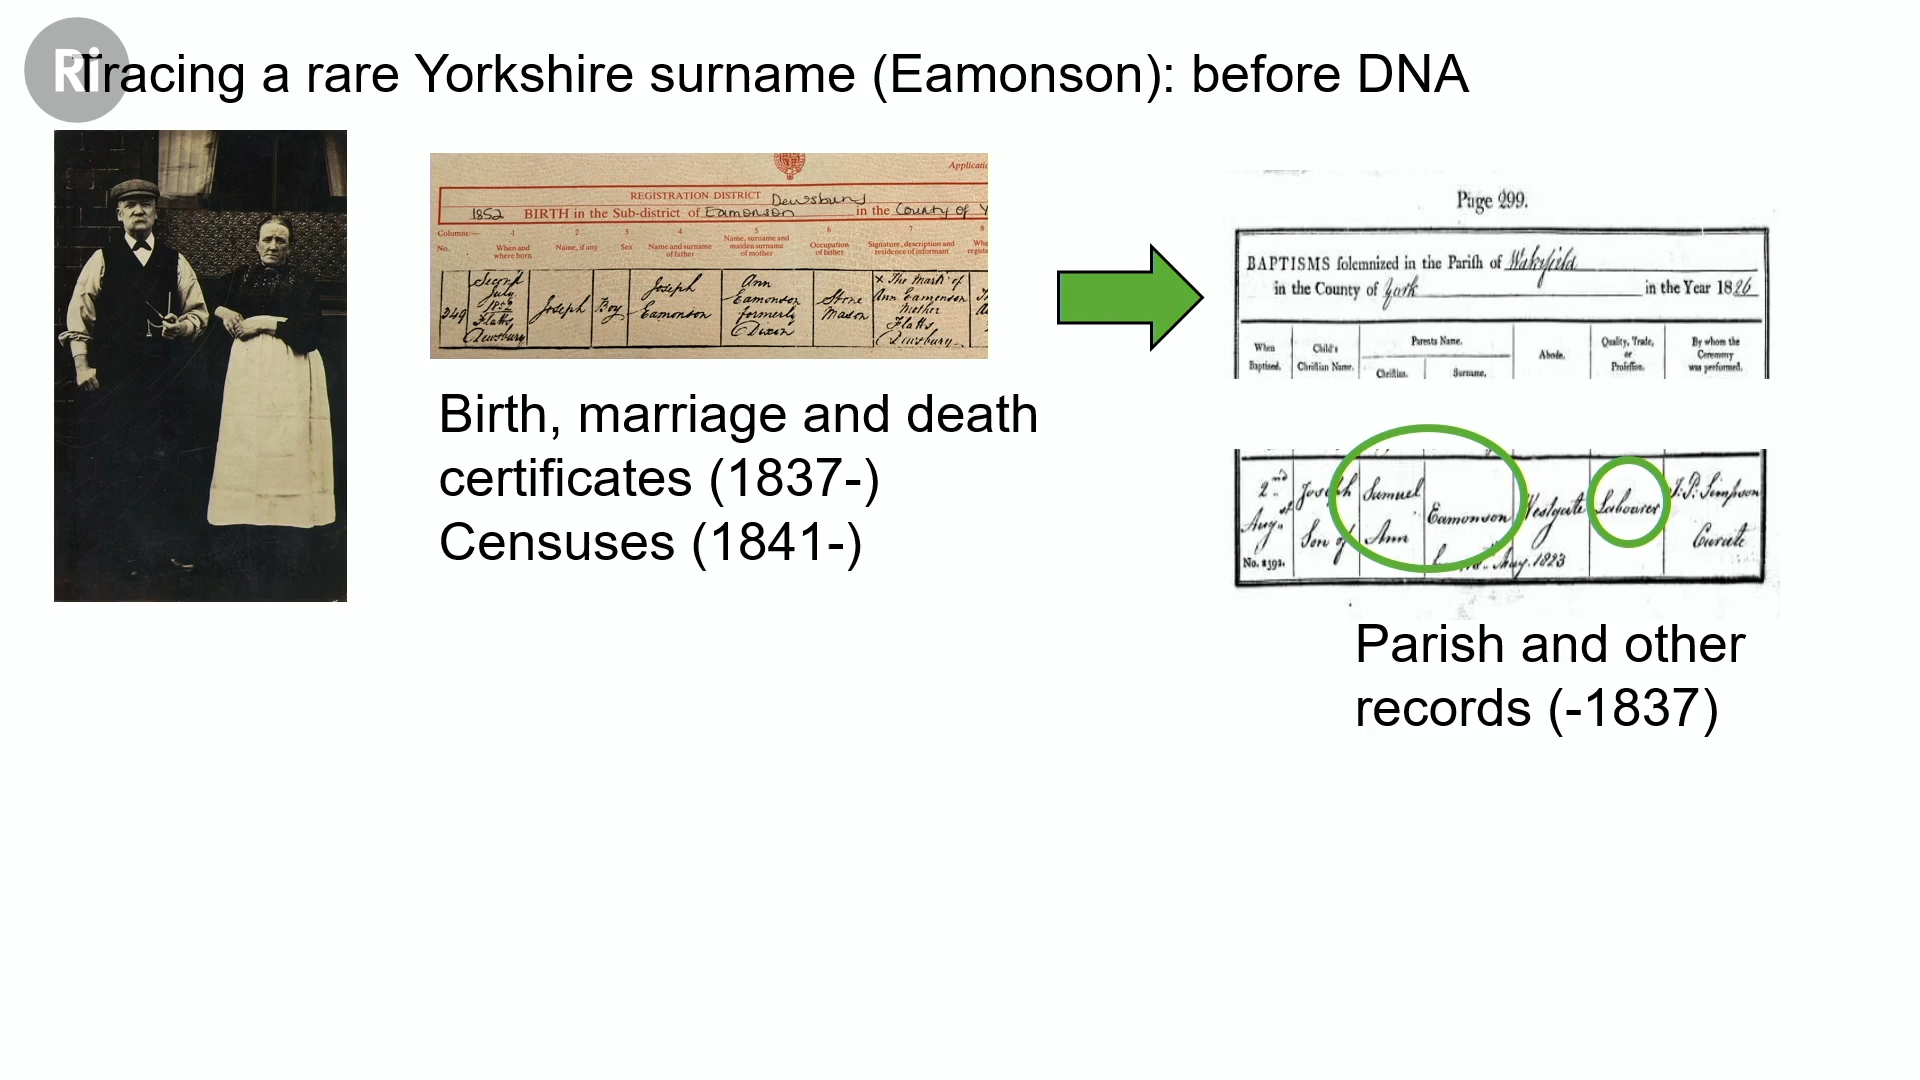 Ri
Tracing a rare Yorkshire surname (Eamonson): before DNA
REGISTRATION DISTRICT Dewsbury
1852 BIRTH in the Sub-district of Eamonson in the County of Y
Columns:— 1 2 3 4 5 6 7 8
No. When and where born Name, if any Sex Name and surname of father Name, surname and maiden surname of mother Occupation of father Signature, description and residence of informant
349 Second July Flatts Dewsbury Joseph Boy Joseph Eamonson Ann Eamonson formerly Dixon Stone Mason x The Mark of Ann Eamonson Mother Flatts Dewsbury
Birth, marriage and death
certificates (1837-)
Censuses (1841-)
Page 299.
BAPTISMS solemnized in the Parish of Wakefield
in the County of York in the Year 1826
When Baptized. Child's Christian Name. Parents Name. Christian. Surname. Abode. Quality, Trade, or Profession. By whom the Ceremony was performed.
2nd Augst Joseph Son of Samuel Ann Eamonson Westgate Labourer J. P. Simpson Curate
No. 2392. May. 1823
Parish and other
records (-1837)